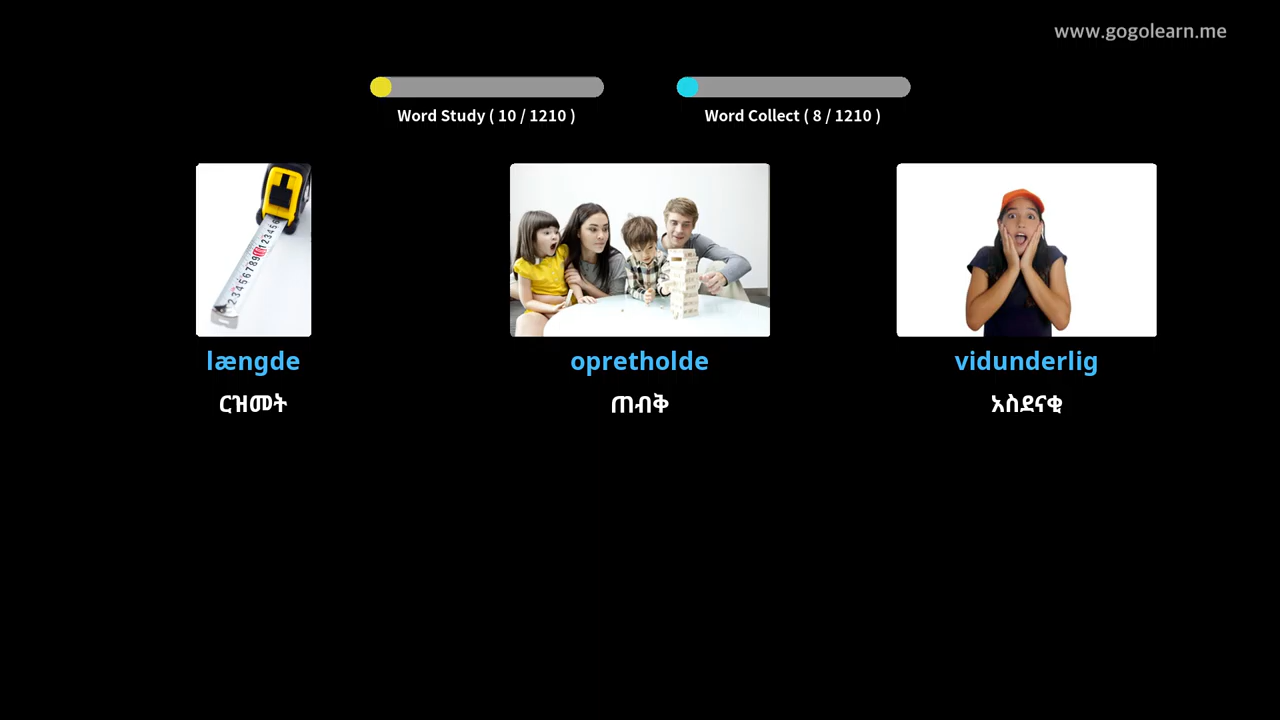 www.gogolearn.me
Word Study ( 10 / 1210 )
Word Collect ( 8 / 1210 )
længde
opretholde
vidunderlig
ርዝመት
ጠብቅ
አስደናቂ